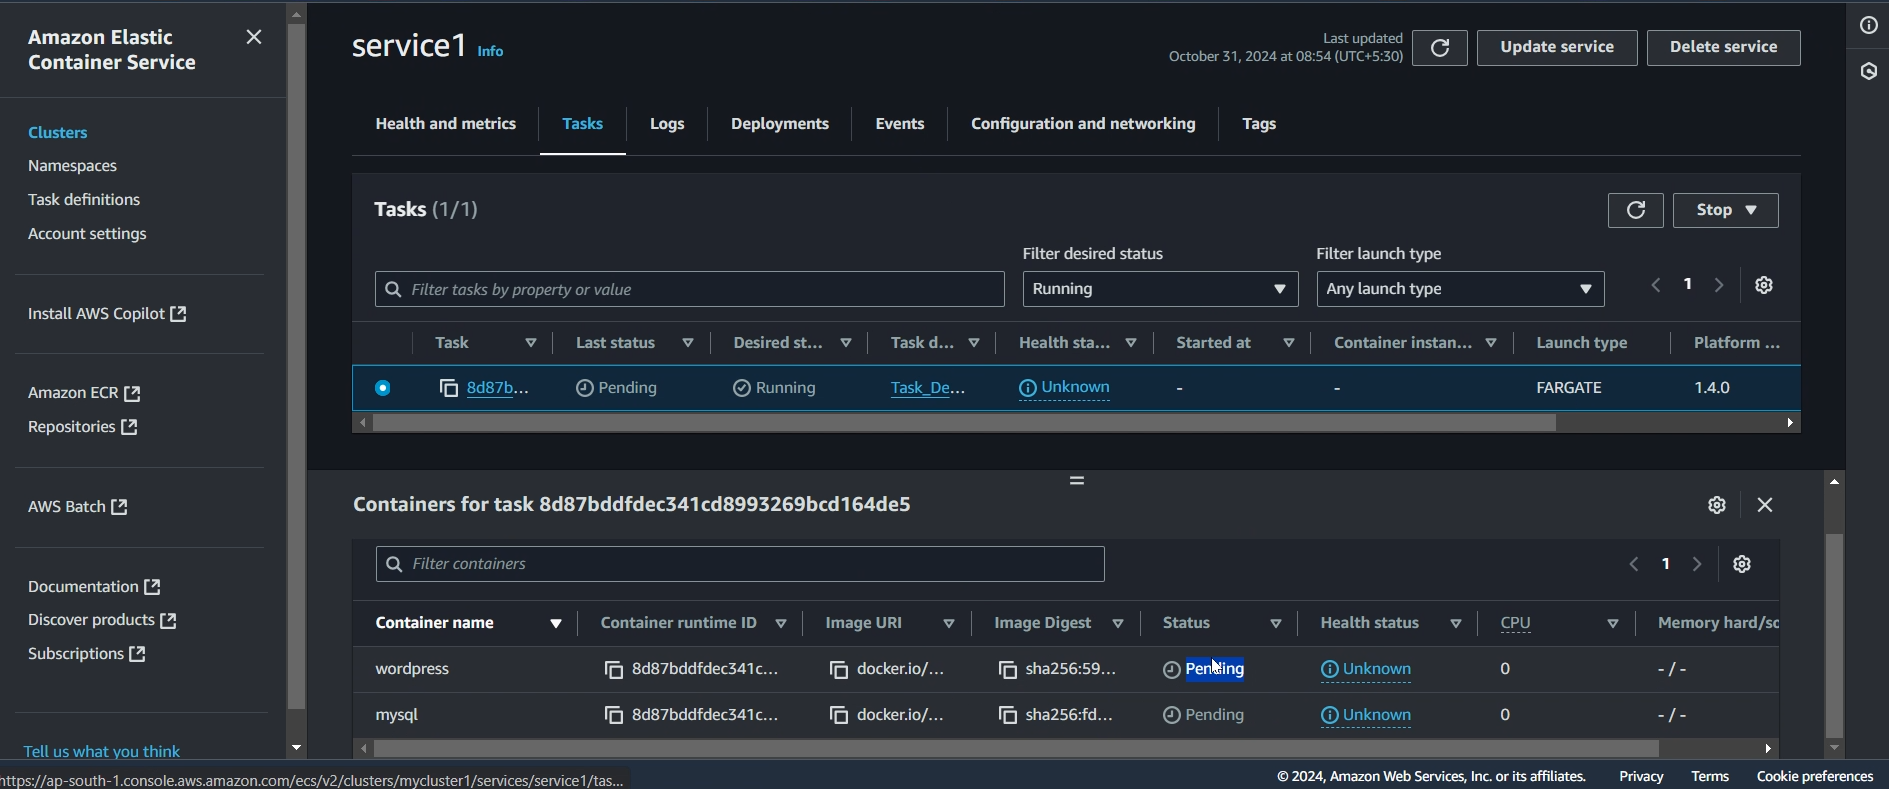 Amazon Elastic
Container Service
Clusters
Namespaces
Task definitions
Account settings
Install AWS Copilot
Amazon ECR
Repositories
AWS Batch
Documentation
Discover products
Subscriptions
Tell us what you think
service1 Info
Last updated
October 31, 2024 at 08:54 (UTC+5:30)
Update service
Delete service
Health and metrics
Tasks
Logs
Deployments
Events
Configuration and networking
Tags
Tasks (1/1)
Stop
Filter desired status
Filter launch type
Filter tasks by property or value
Running
Any launch type
1
Task Last status Desired st... Task d... Health sta... Started at Container instan... Launch type Platform ...
8d87b... Pending Running Task_De... Unknown - - FARGATE 1.4.0
Containers for task 8d87bddfdec341cd8993269bcd164de5
Filter containers
1
Container name Container runtime ID Image URI Image Digest Status Health status CPU Memory hard/so
wordpress 8d87bddfdec341c... docker.io/... sha256:59... Pending Unknown 0 -/-
mysql 8d87bddfdec341c... docker.io/... sha256:fd... Pending Unknown 0 -/-
https://ap-south-1.console.aws.amazon.com/ecs/v2/clusters/mycluster1/services/service1/tas...
© 2024, Amazon Web Services, Inc. or its affiliates. Privacy Terms Cookie preferences